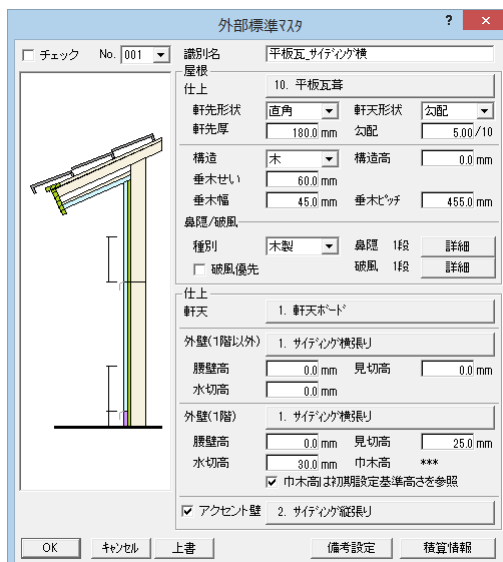 外部標準ﾏｽﾀ ? ×
チェック No. 001 識別名 平板瓦_ｻｲﾃﾞｨﾝｸﾞ横
屋根
仕上 10. 平板瓦葺
軒先形状 直角 軒天形状 勾配
軒先厚 180.0 mm 勾配 5.00 /10
構造 木 構造高 0.0 mm
垂木せい 60.0 mm
垂木幅 45.0 mm 垂木ﾋﾟｯﾁ 455.0 mm
鼻隠/破風
種別 木製 鼻隠 1段 詳細
破風優先 破風 1段 詳細
仕上
軒天 1. 軒天ﾎﾞｰﾄﾞ
外壁(1階以外) 1. ｻｲﾃﾞｨﾝｸﾞ横張り
腰壁高 0.0 mm 見切高 0.0 mm
水切高 0.0 mm
外壁(1階) 1. ｻｲﾃﾞｨﾝｸﾞ横張り
腰壁高 0.0 mm 見切高 25.0 mm
水切高 30.0 mm 巾木高 ***
巾木高は初期設定基準高さを参照
アクセント壁 2. ｻｲﾃﾞｨﾝｸﾞ縦張り
OK ｷｬﾝｾﾙ 上書 備考設定 積算情報